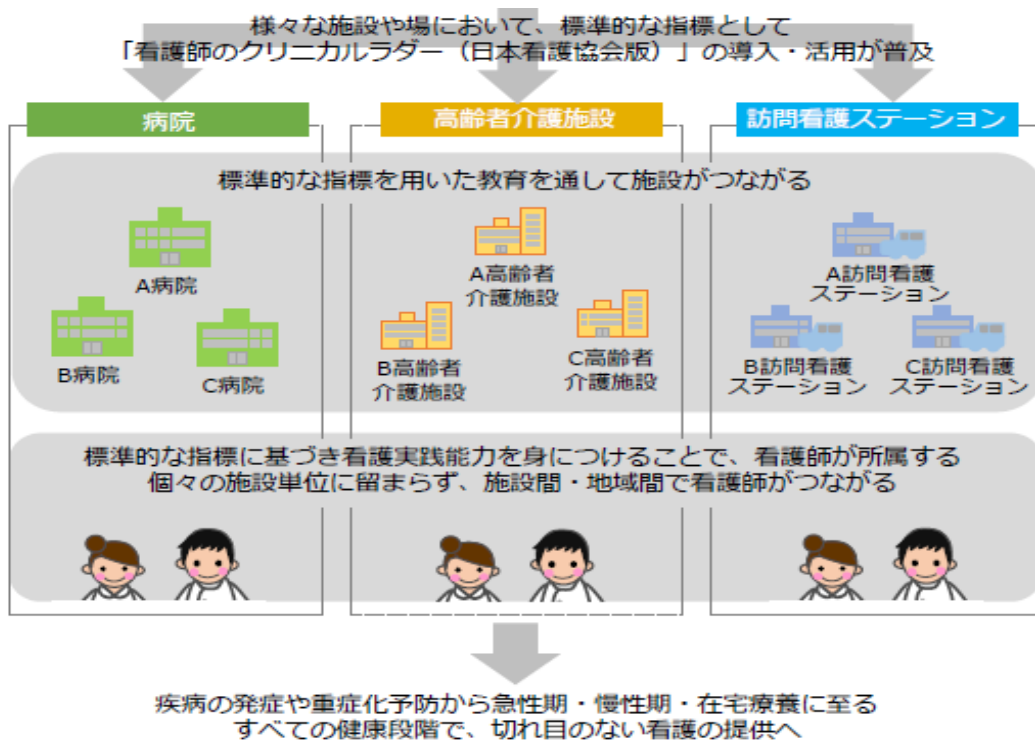 様々な施設や場において、標準的な指標として
「看護師のクリニカルラダー（日本看護協会版）」の導入・活用が普及
病院
高齢者介護施設
訪問看護ステーション
標準的な指標を用いた教育を通して施設がつながる
A病院
B病院
C病院
A高齢者
介護施設
B高齢者
介護施設
C高齢者
介護施設
A訪問看護
ステーション
B訪問看護
ステーション
C訪問看護
ステーション
標準的な指標に基づき看護実践能力を身につけることで、看護師が所属する
個々の施設単位に留まらず、施設間・地域間で看護師がつながる
疾病の発症や重症化予防から急性期・慢性期・在宅療養に至る
すべての健康段階で、切れ目のない看護の提供へ